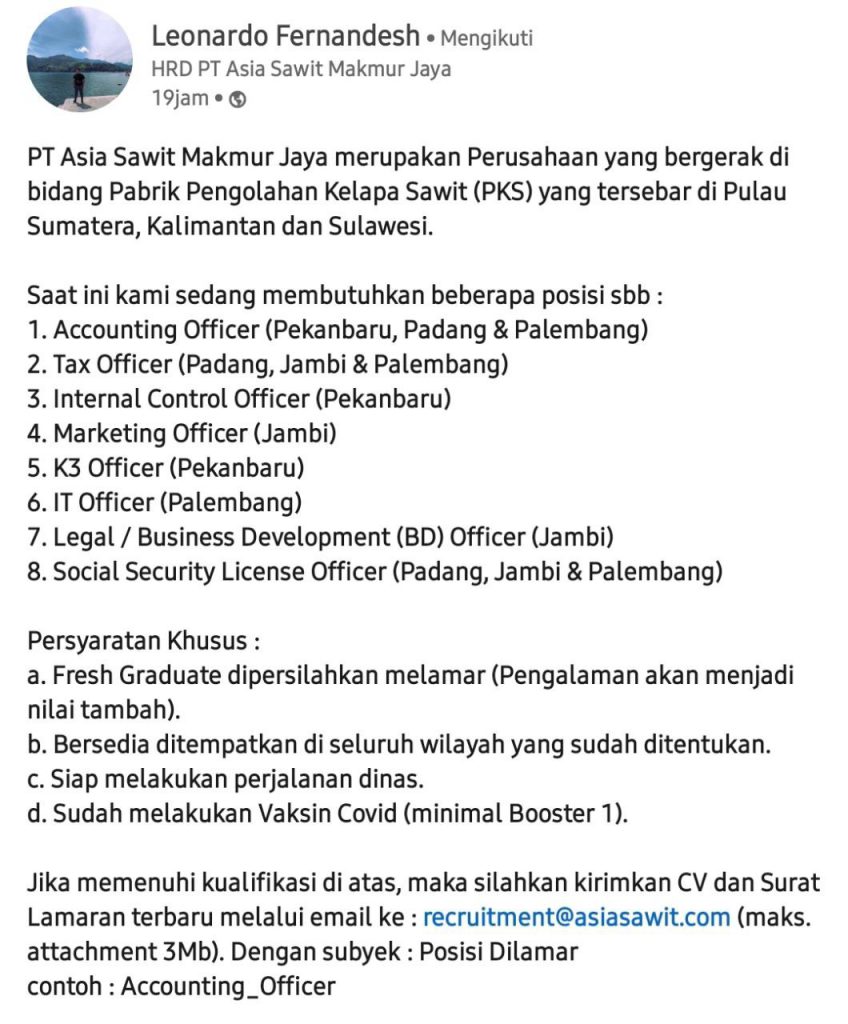 Leonardo Fernandesh • Mengikuti
HRD PT Asia Sawit Makmur Jaya
19jam •
PT Asia Sawit Makmur Jaya merupakan Perusahaan yang bergerak di
bidang Pabrik Pengolahan Kelapa Sawit (PKS) yang tersebar di Pulau
Sumatera, Kalimantan dan Sulawesi.
Saat ini kami sedang membutuhkan beberapa posisi sbb :
1. Accounting Officer (Pekanbaru, Padang & Palembang)
2. Tax Officer (Padang, Jambi & Palembang)
3. Internal Control Officer (Pekanbaru)
4. Marketing Officer (Jambi)
5. K3 Officer (Pekanbaru)
6. IT Officer (Palembang)
7. Legal / Business Development (BD) Officer (Jambi)
8. Social Security License Officer (Padang, Jambi & Palembang)
Persyaratan Khusus :
a. Fresh Graduate dipersilahkan melamar (Pengalaman akan menjadi
nilai tambah).
b. Bersedia ditempatkan di seluruh wilayah yang sudah ditentukan.
c. Siap melakukan perjalanan dinas.
d. Sudah melakukan Vaksin Covid (minimal Booster 1).
Jika memenuhi kualifikasi di atas, maka silahkan kirimkan CV dan Surat
Lamaran terbaru melalui email ke : recruitment@asiasawit.com (maks.
attachment 3Mb). Dengan subyek : Posisi Dilamar
contoh : Accounting_Officer